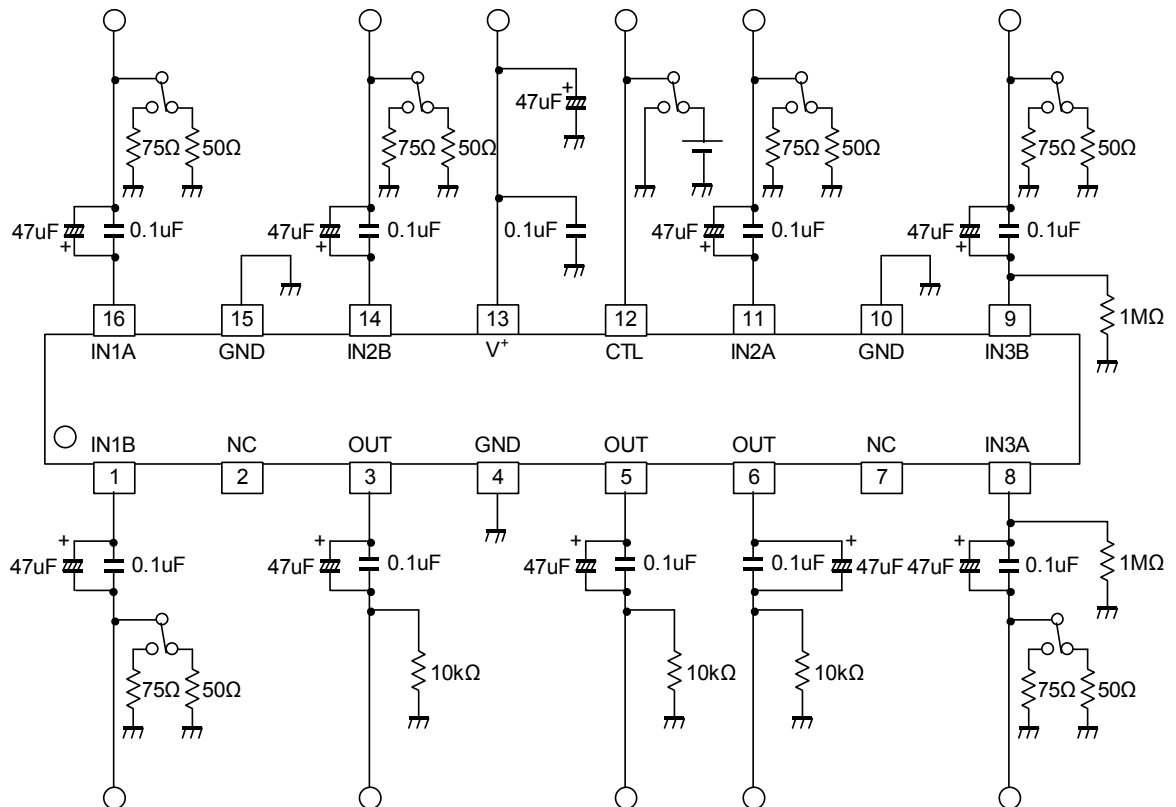 47uF +
75Ω 50Ω 75Ω 50Ω 75Ω 50Ω 75Ω 50Ω
47uF + 0.1uF 47uF + 0.1uF 0.1uF 47uF + 0.1uF 47uF + 0.1uF
1MΩ
16 15 14 13 12 11 10 9
IN1A GND IN2B V+ CTL IN2A GND IN3B
IN1B NC OUT GND OUT OUT NC IN3A
1 2 3 4 5 6 7 8
+ + + + +
47uF 0.1uF 47uF 0.1uF 47uF 0.1uF 0.1uF 47uF 47uF 0.1uF 1MΩ
10kΩ 10kΩ 10kΩ
75Ω 50Ω 75Ω 50Ω